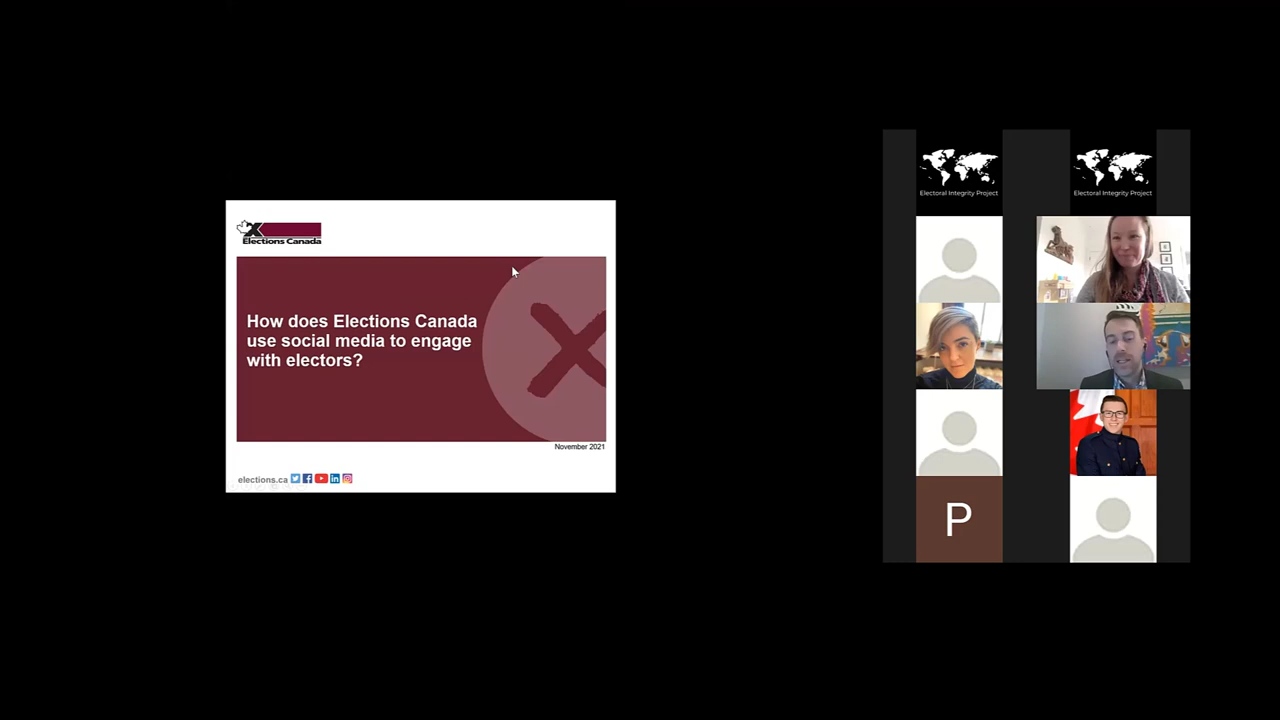 Elections Canada
How does Elections Canada
use social media to engage
with electors?
November 2021
elections.ca
Electoral Integrity Project
Electoral Integrity Project
P